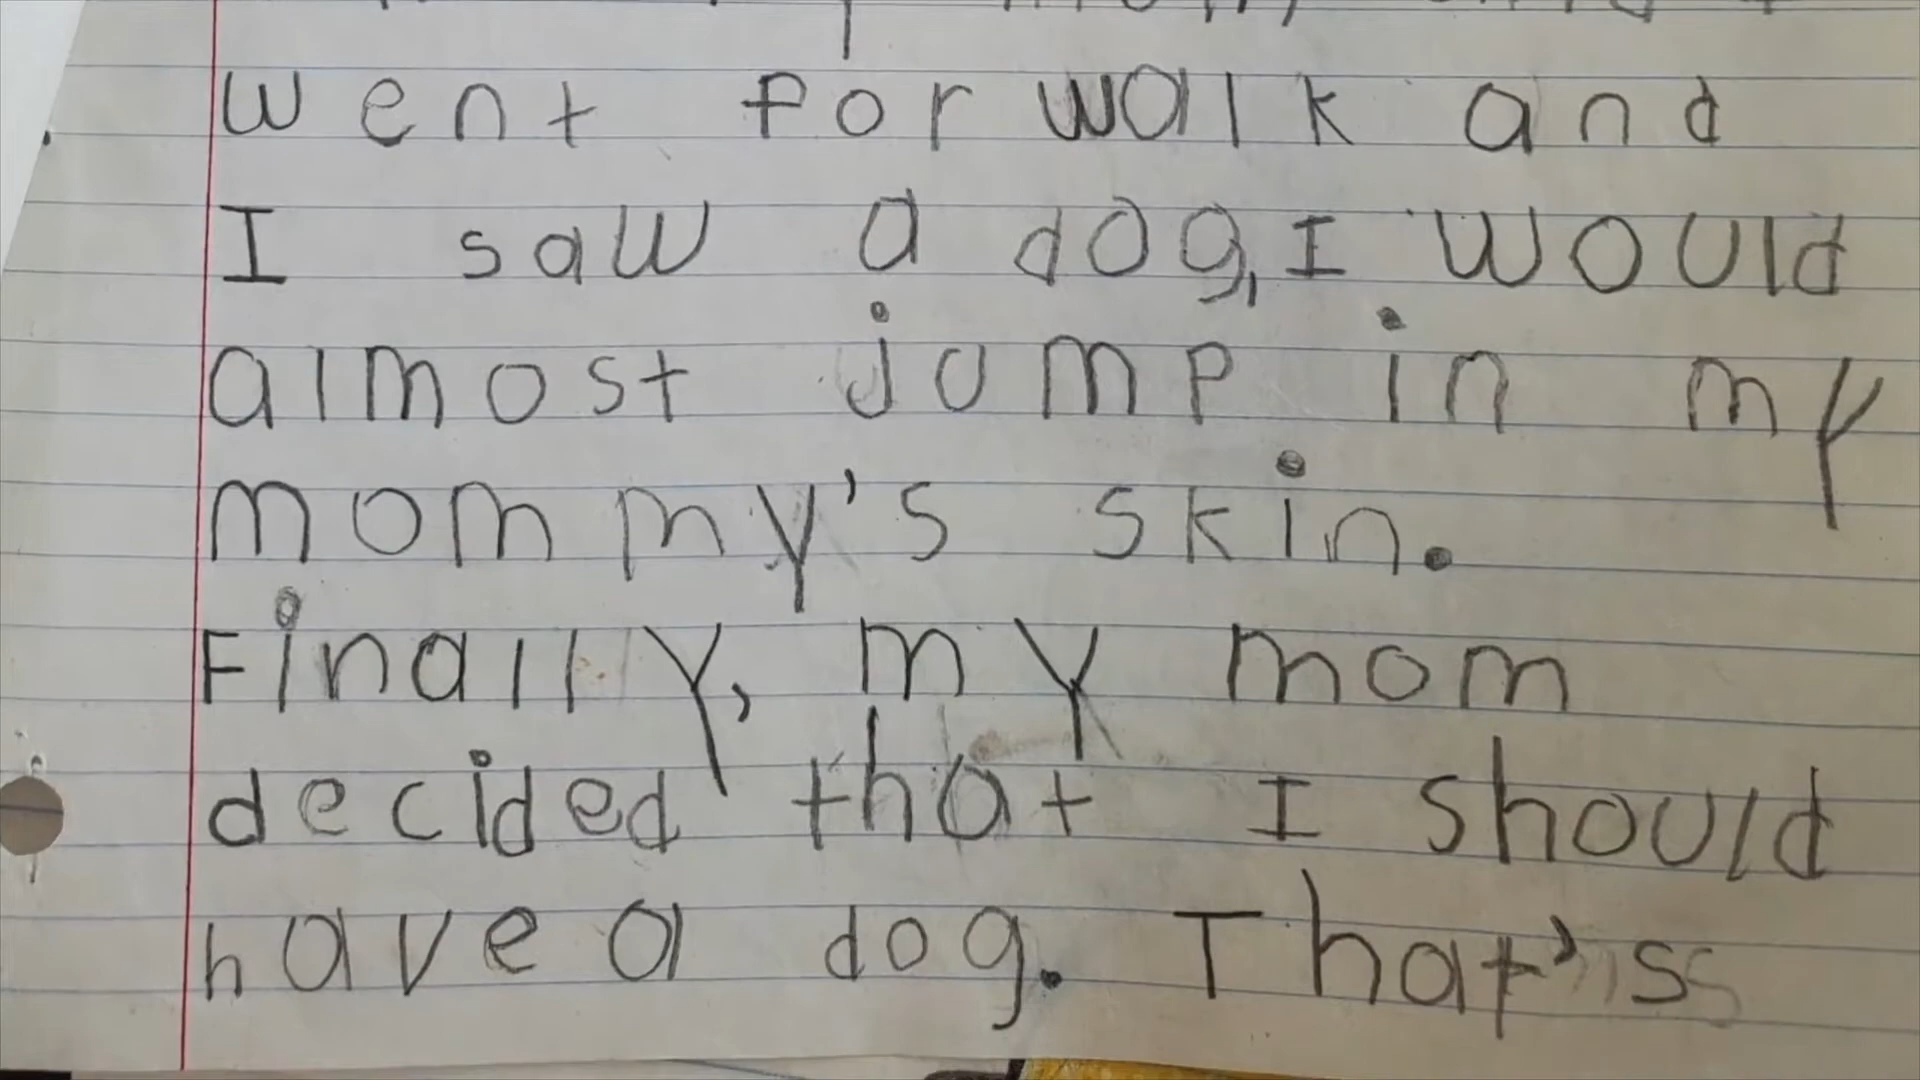 went for walk and
I saw a dog, I would
almost jump in my
mommy's skin.
Finally, my mom
decided that I should
have a dog. That's